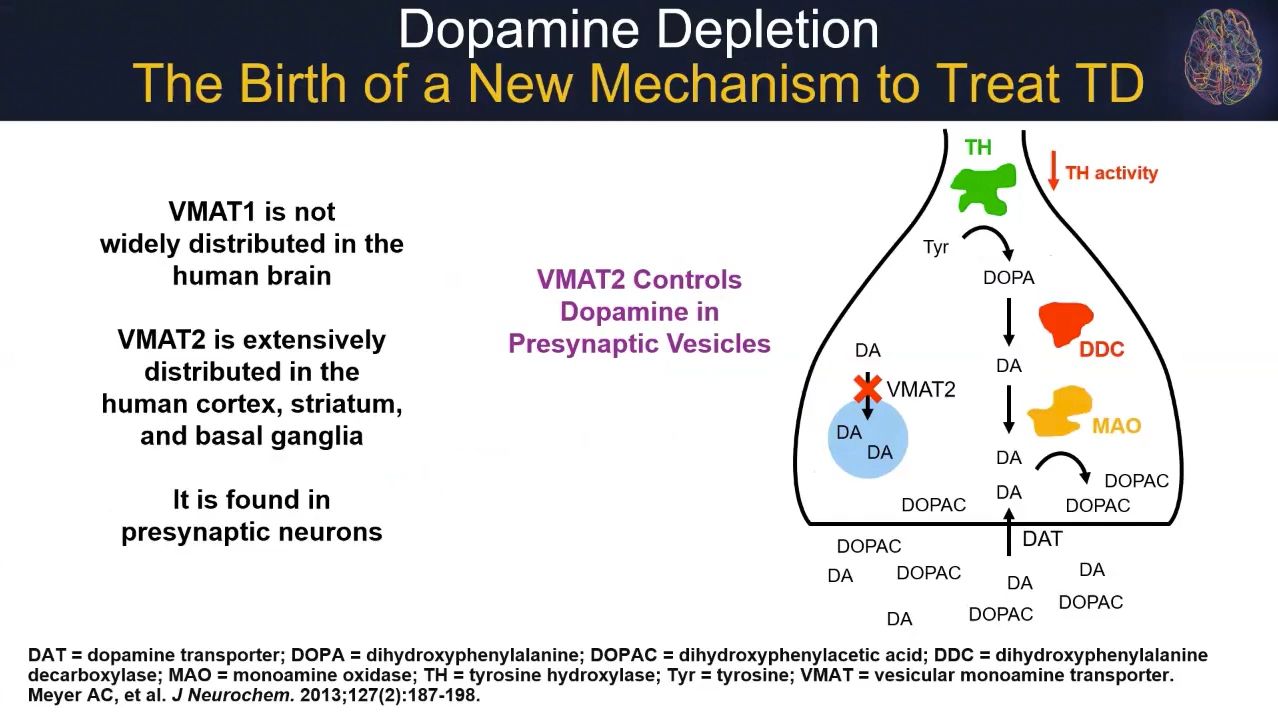 Dopamine Depletion
The Birth of a New Mechanism to Treat TD
VMAT1 is not
widely distributed in the
human brain
VMAT2 is extensively
distributed in the
human cortex, striatum,
and basal ganglia
It is found in
presynaptic neurons
VMAT2 Controls
Dopamine in
Presynaptic Vesicles
TH
TH activity
Tyr
DOPA
DDC
DA
DA
VMAT2
MAO
DA
DA
DA
DOPAC
DA
DOPAC
DOPAC
DAT
DOPAC
DA
DOPAC
DA
DA
DOPAC
DOPAC
DA
DAT = dopamine transporter; DOPA = dihydroxyphenylalanine; DOPAC = dihydroxyphenylacetic acid; DDC = dihydroxyphenylalanine
decarboxylase; MAO = monoamine oxidase; TH = tyrosine hydroxylase; Tyr = tyrosine; VMAT = vesicular monoamine transporter.
Meyer AC, et al. J Neurochem. 2013;127(2):187-198.